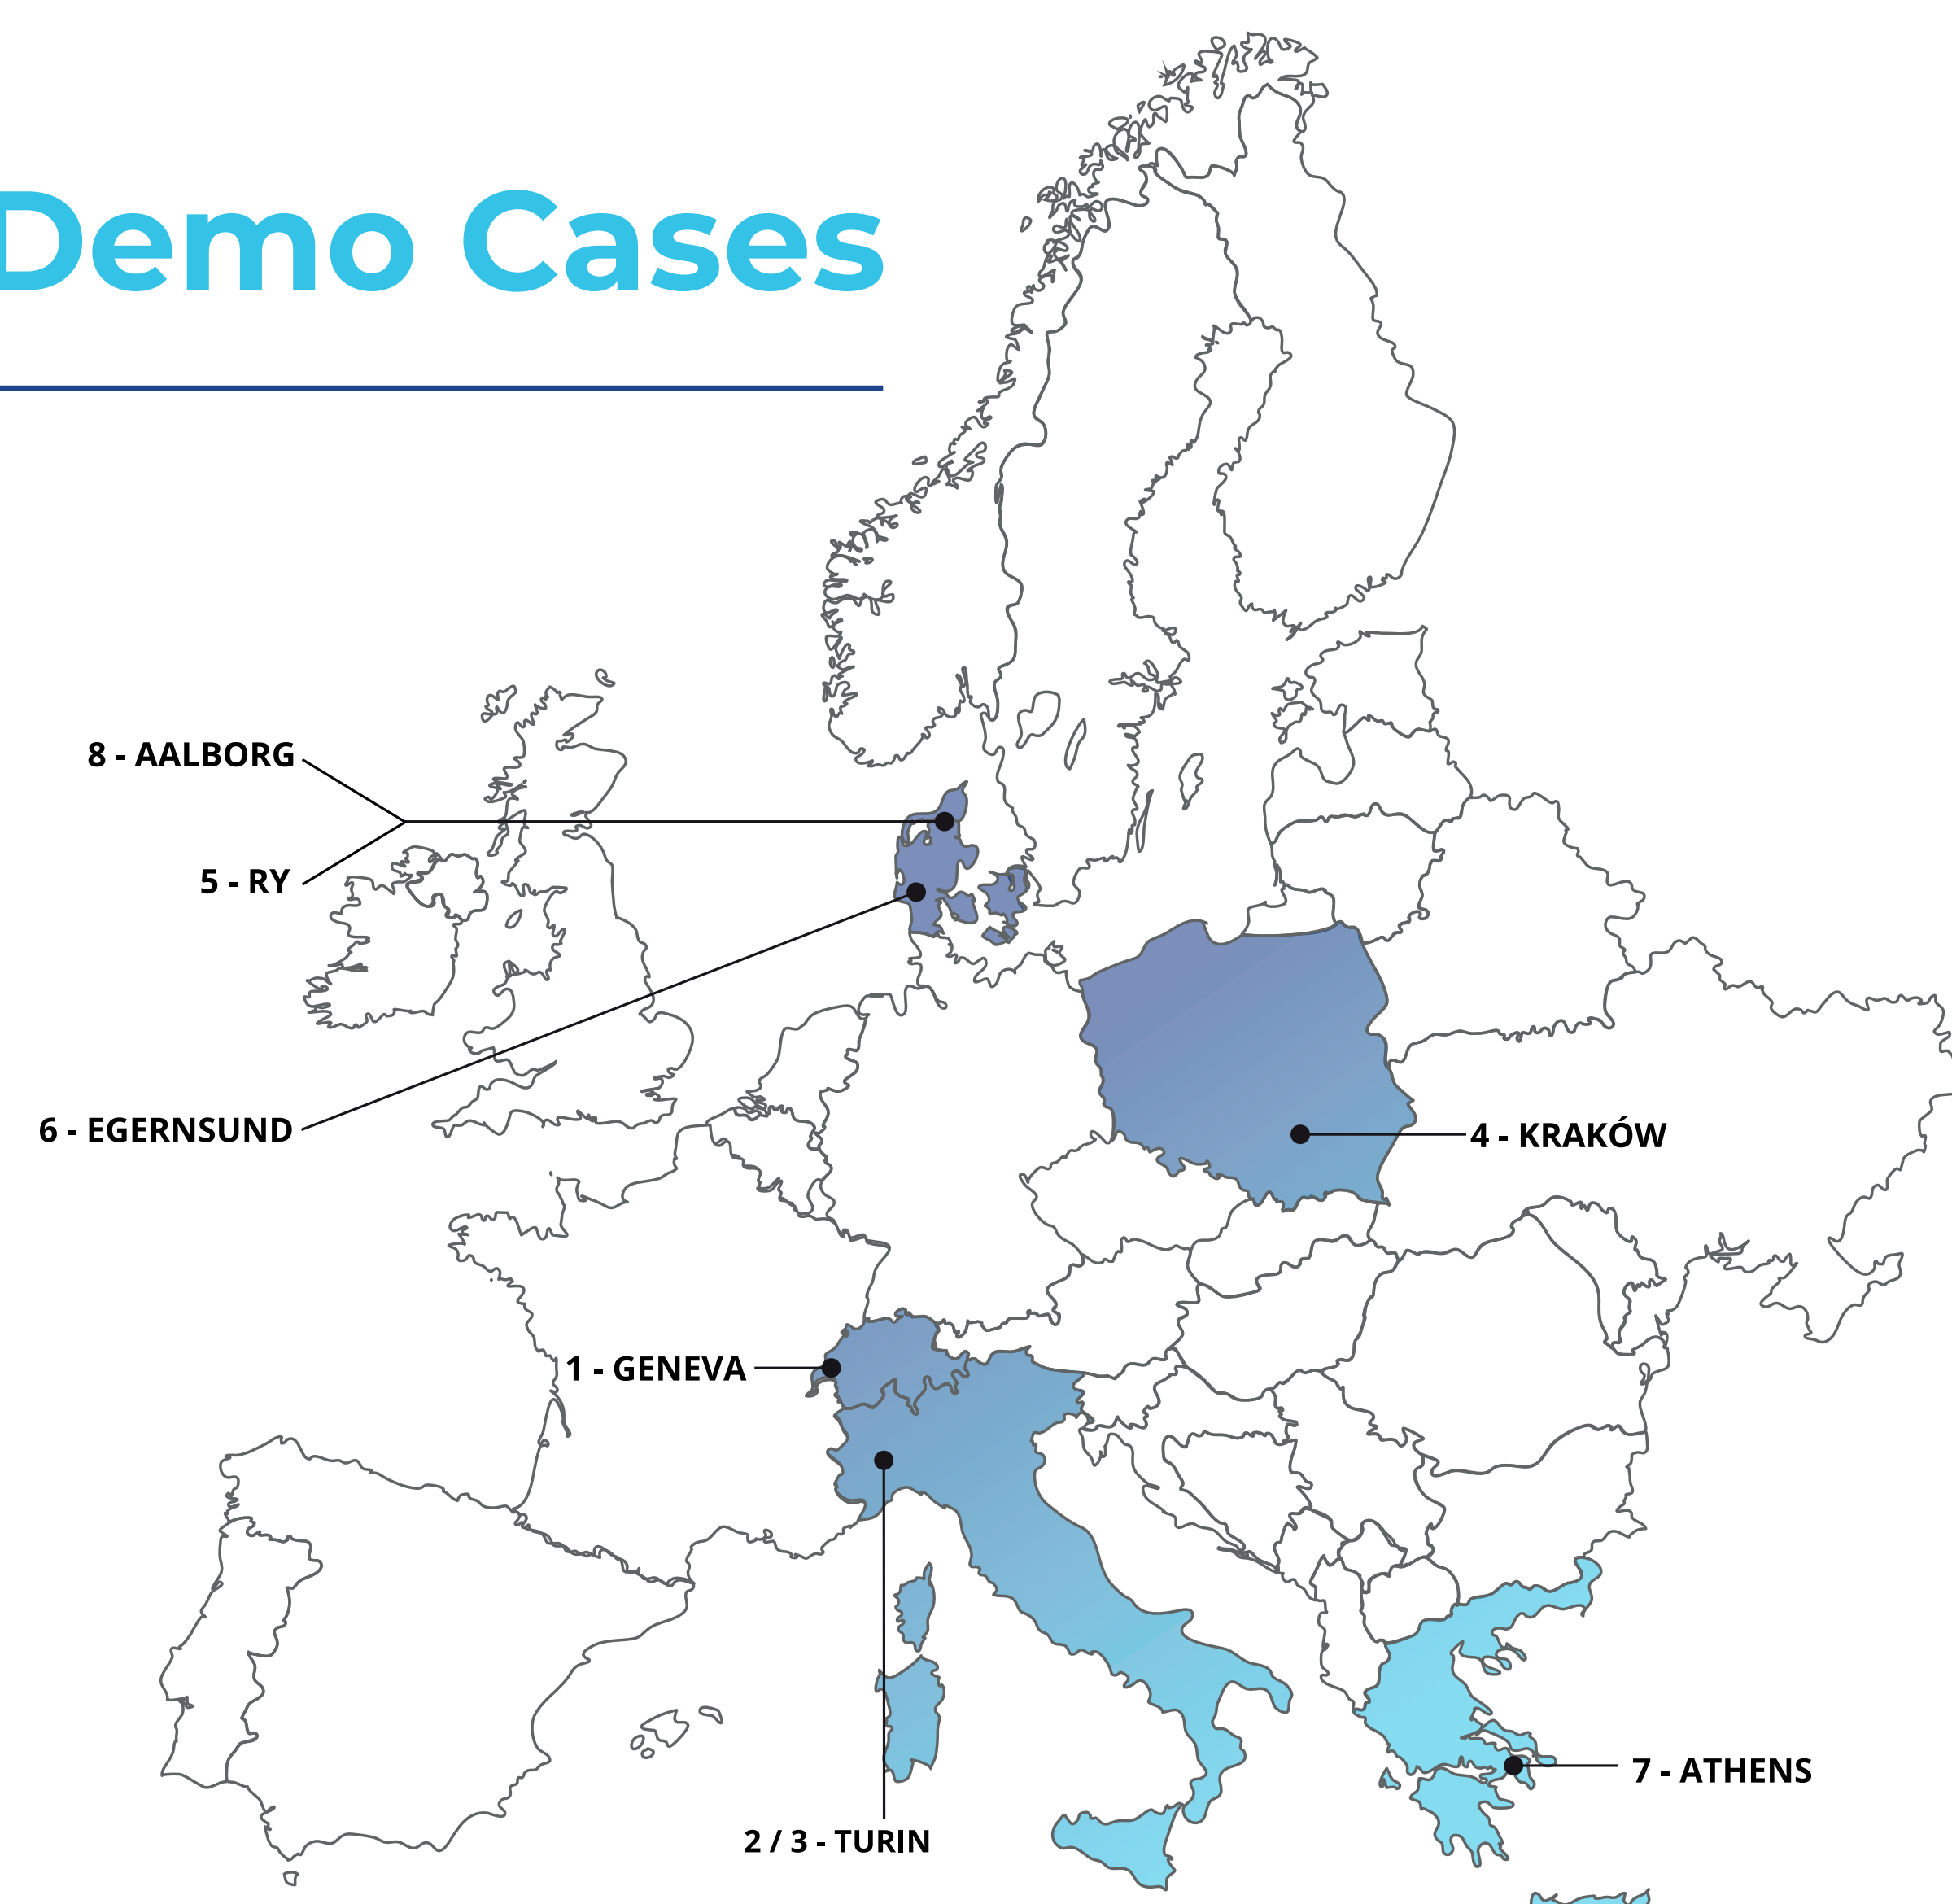 Demo Cases
8 - AALBORG
5 - RY
6 - EGERNSUND
4 - KRAKÓW
1 - GENEVA
7 - ATHENS
2 / 3 - TURIN